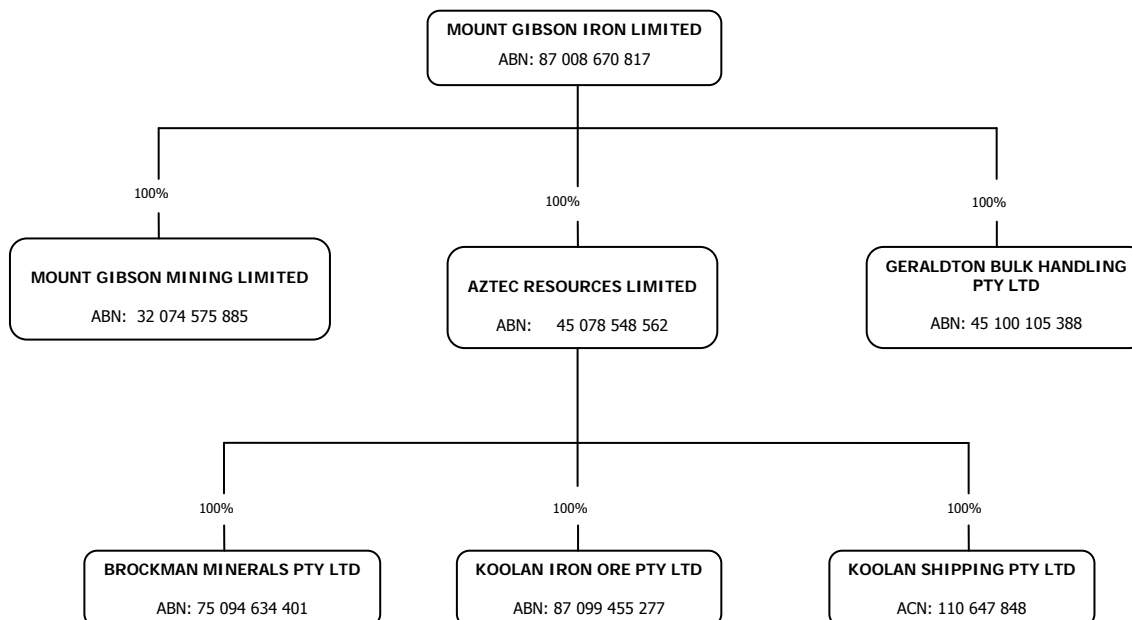 MOUNT GIBSON IRON LIMITED
ABN: 87 008 670 817
100%
100%
100%
MOUNT GIBSON MINING LIMITED
ABN: 32 074 575 885
AZTEC RESOURCES LIMITED
ABN: 45 078 548 562
GERALDTON BULK HANDLING
PTY LTD
ABN: 45 100 105 388
100%
100%
100%
BROCKMAN MINERALS PTY LTD
ABN: 75 094 634 401
KOOLAN IRON ORE PTY LTD
ABN: 87 099 455 277
KOOLAN SHIPPING PTY LTD
ACN: 110 647 848